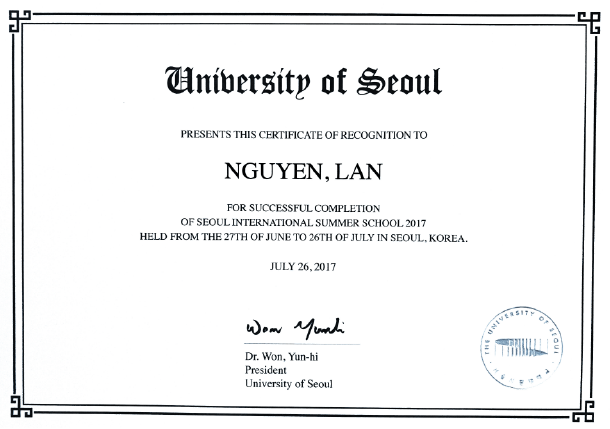 University of Seoul
PRESENTS THIS CERTIFICATE OF RECOGNITION TO
NGUYEN, LAN
FOR SUCCESSFUL COMPLETION
OF SEOUL INTERNATIONAL SUMMER SCHOOL 2017
HELD FROM THE 27TH OF JUNE TO 26TH OF JULY IN SEOUL, KOREA.
JULY 26, 2017
Won Yunhi
Dr. Won, Yun-hi
President
University of Seoul
THE UNIVERSITY OF SEOUL